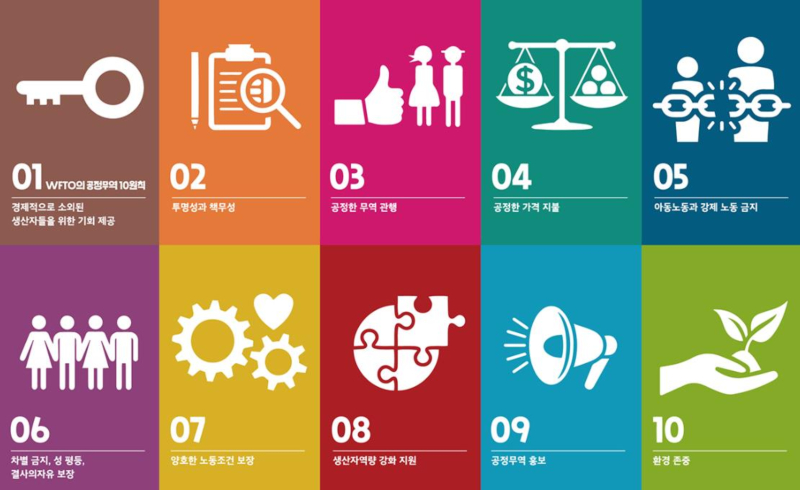 01 WFTO의 공정무역 10원칙
경제적으로 소외된
생산자들을 위한 기회 제공
02
투명성과 책무성
03
공정한 무역 관행
04
공정한 가격 지불
05
아동노동과 강제 노동 금지
06
차별 금지, 성 평등,
결사의자유 보장
07
양호한 노동조건 보장
08
생산자역량 강화 지원
09
공정무역 홍보
10
환경 존중